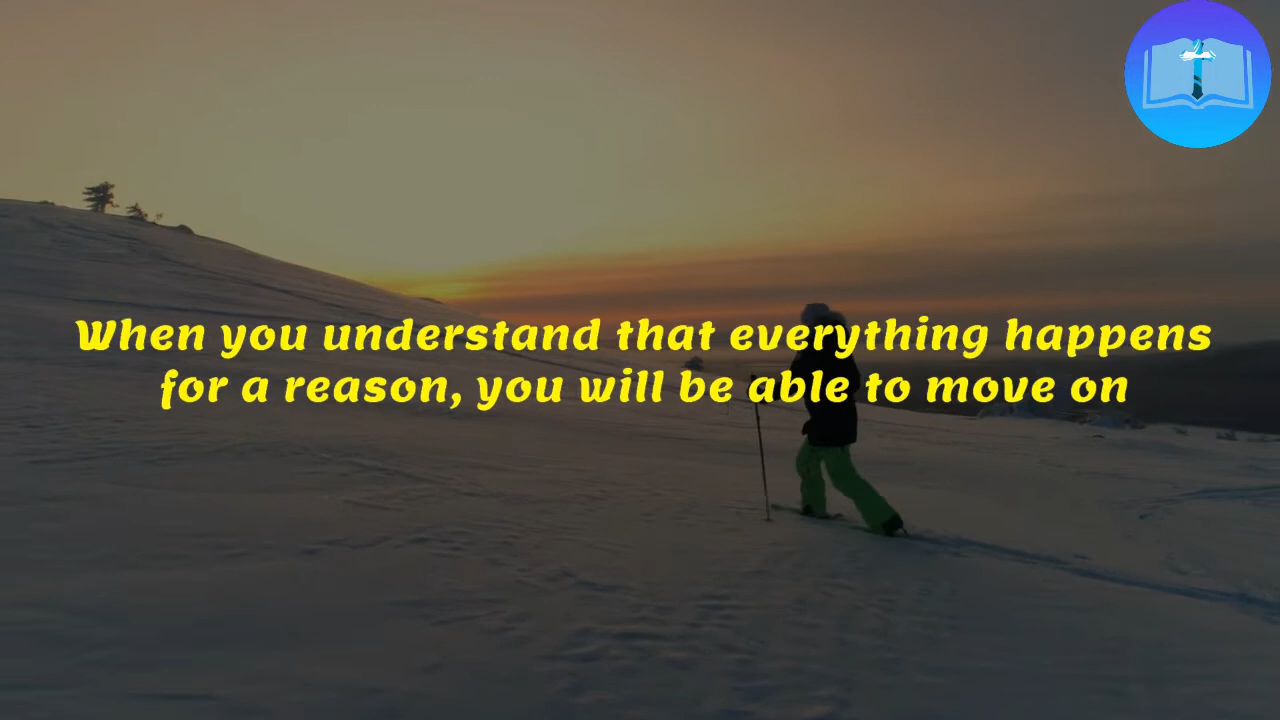 When you understand that everything happens
for a reason, you will be able to move on